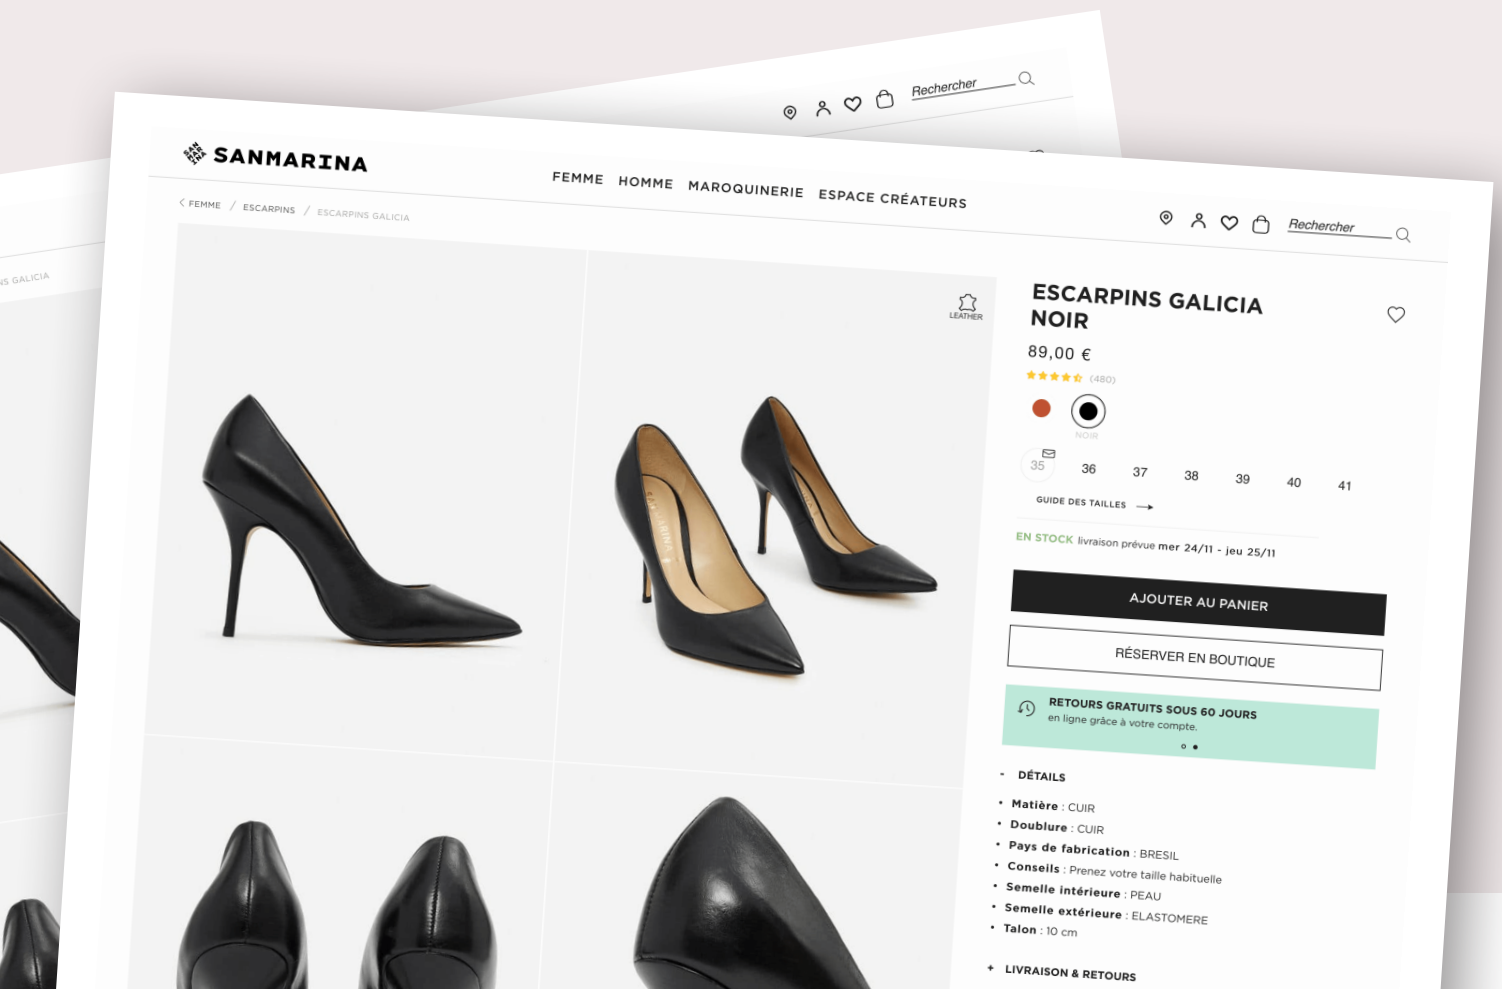 Rechercher
SANMARINA
FEMME HOMME MAROQUINERIE ESPACE CRÉATEURS
Rechercher
FEMME / ESCARPINS / ESCARPINS GALICIA
GALICIA
LEATHER
ESCARPINS GALICIA
NOIR
89,00 €
(480)
NOIR
35 36 37 38 39 40 41
GUIDE DES TAILLES
EN STOCK livraison prévue mer 24/11 - jeu 25/11
AJOUTER AU PANIER
RÉSERVER EN BOUTIQUE
RETOURS GRATUITS SOUS 60 JOURS
en ligne grâce à votre compte.
- DÉTAILS
• Matière : CUIR
• Doublure : CUIR
• Pays de fabrication : BRESIL
• Conseils : Prenez votre taille habituelle
• Semelle intérieure : PEAU
• Semelle extérieure : ELASTOMERE
• Talon : 10 cm
+ LIVRAISON & RETOURS
SANMARINA